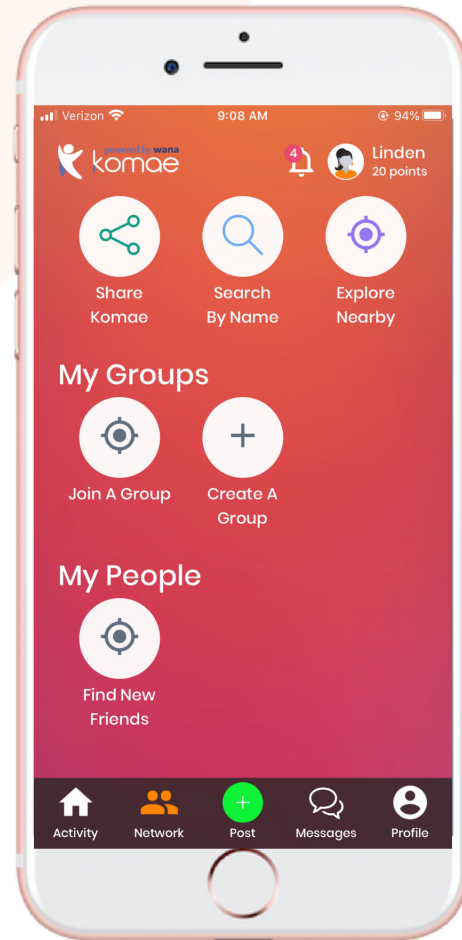 Verizon 9:08 AM 94%
powered by wana
komae
4
Linden
20 points
Share
Komae
Search
By Name
Explore
Nearby
My Groups
Join A Group
Create A
Group
My People
Find New
Friends
Activity Network Post Messages Profile